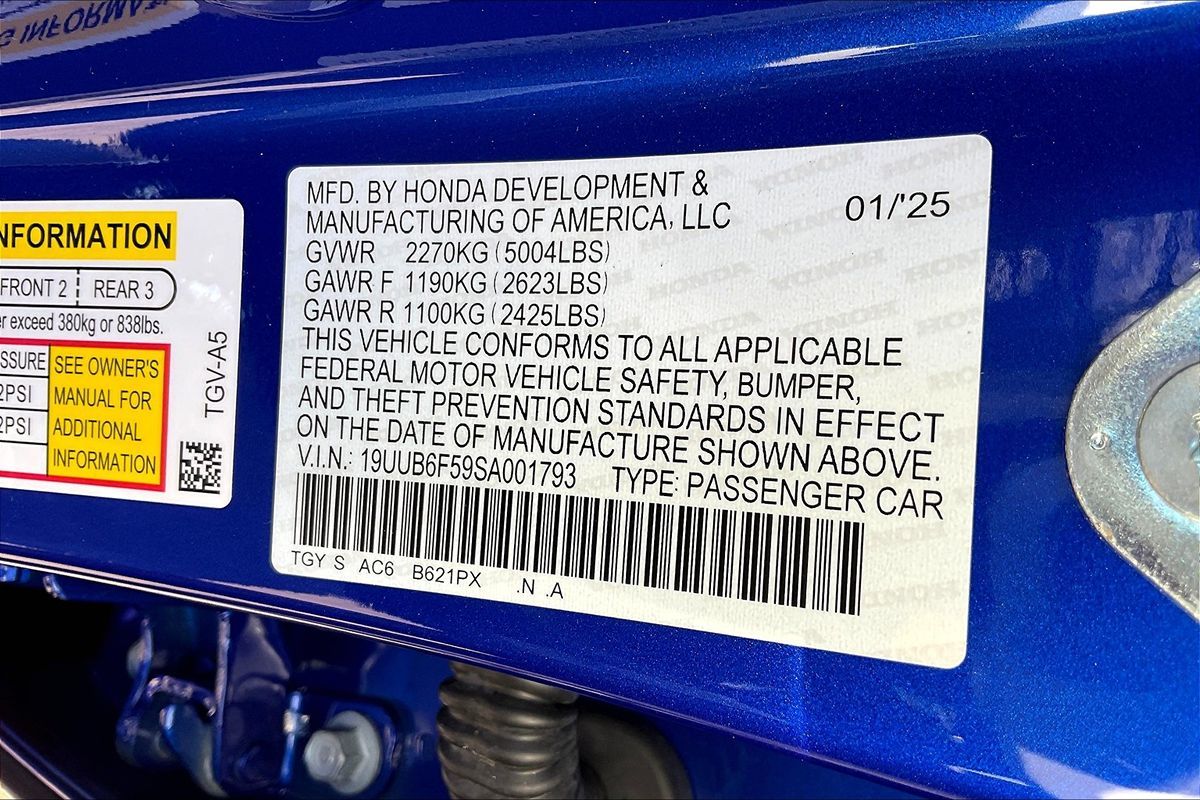 INFORMATION
FRONT 2 REAR 3
exceed 380kg or 838lbs.
SEE OWNER'S
MANUAL FOR
ADDITIONAL
INFORMATION
TGV-A5
MFD. BY HONDA DEVELOPMENT &
MANUFACTURING OF AMERICA, LLC
01/'25
GVWR 2270KG (5004LBS)
GAWR F 1190KG (2623LBS)
GAWR R 1100KG (2425LBS)
THIS VEHICLE CONFORMS TO ALL APPLICABLE
FEDERAL MOTOR VEHICLE SAFETY, BUMPER,
AND THEFT PREVENTION STANDARDS IN EFFECT
ON THE DATE OF MANUFACTURE SHOWN ABOVE.
V.I.N.: 19UUB6F59SA001793 TYPE: PASSENGER CAR
TGY S AC6 B621PX .N .A